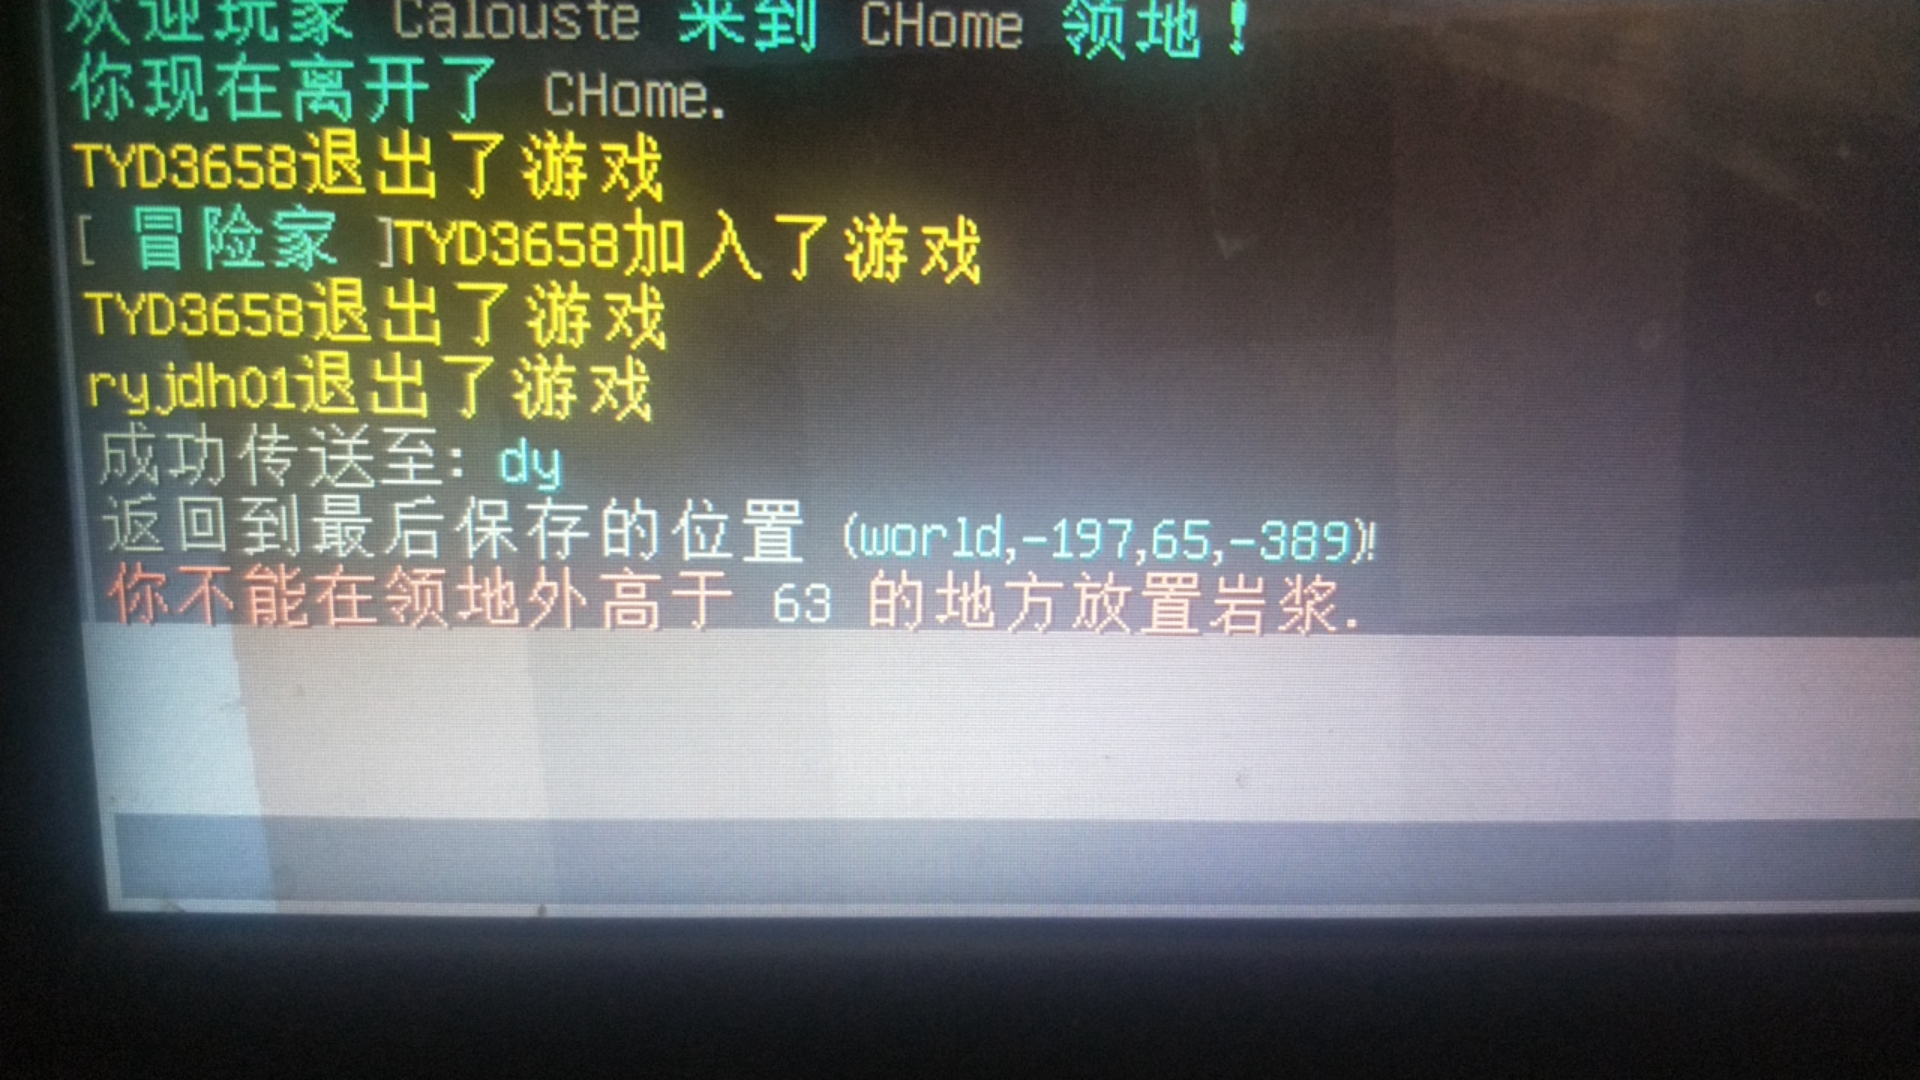 欢迎玩家 Calouste 来到 CHome 领地！
你现在离开了 CHome.
TYD3658退出了游戏
[ 冒险家 ]TYD3658加入了游戏
TYD3658退出了游戏
ryjdh01退出了游戏
成功传送至: dy
返回到最后保存的位置 (world,-197,65,-389)!
你不能在领地外高于 63 的地方放置岩浆.